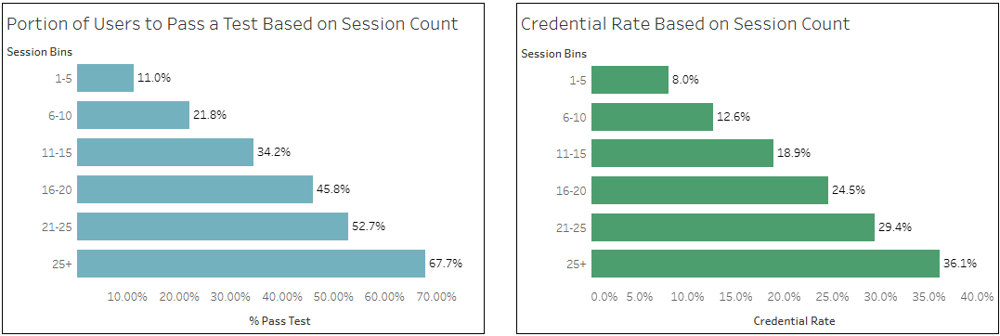 Portion of Users to Pass a Test Based on Session Count
Session Bins
1-5 11.0%
6-10 21.8%
11-15 34.2%
16-20 45.8%
21-25 52.7%
25+ 67.7%
10.00% 20.00% 30.00% 40.00% 50.00% 60.00% 70.00%
% Pass Test
Credential Rate Based on Session Count
Session Bins
1-5 8.0%
6-10 12.6%
11-15 18.9%
16-20 24.5%
21-25 29.4%
25+ 36.1%
0.0% 5.0% 10.0% 15.0% 20.0% 25.0% 30.0% 35.0% 40.0%
Credential Rate